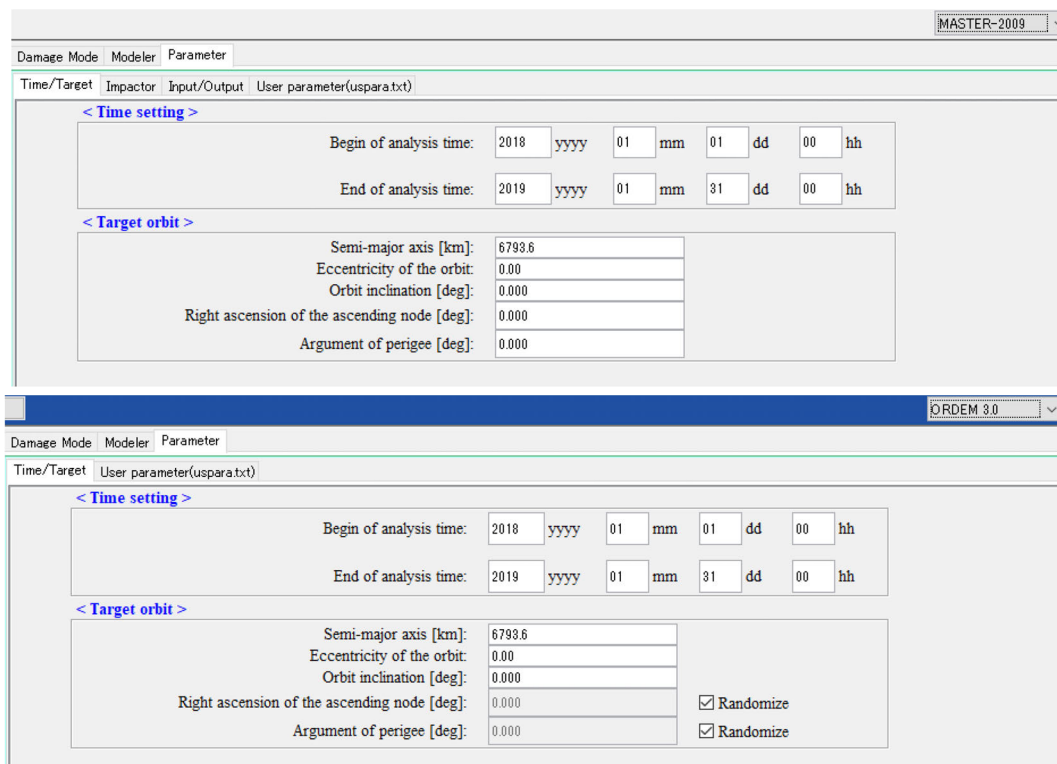 MASTER-2009
Damage Mode Modeler Parameter
Time/Target Impactor Input/Output User parameter(uspara.txt)
< Time setting >
Begin of analysis time: 2018 yyyy 01 mm 01 dd 00 hh
End of analysis time: 2019 yyyy 01 mm 31 dd 00 hh
< Target orbit >
Semi-major axis [km]: 6793.6
Eccentricity of the orbit: 0.00
Orbit inclination [deg]: 0.000
Right ascension of the ascending node [deg]: 0.000
Argument of perigee [deg]: 0.000
ORDEM 3.0
Damage Mode Modeler Parameter
Time/Target User parameter(uspara.txt)
< Time setting >
Begin of analysis time: 2018 yyyy 01 mm 01 dd 00 hh
End of analysis time: 2019 yyyy 01 mm 31 dd 00 hh
< Target orbit >
Semi-major axis [km]: 6793.6
Eccentricity of the orbit: 0.00
Orbit inclination [deg]: 0.000
Right ascension of the ascending node [deg]: 0.000 Randomize
Argument of perigee [deg]: 0.000 Randomize